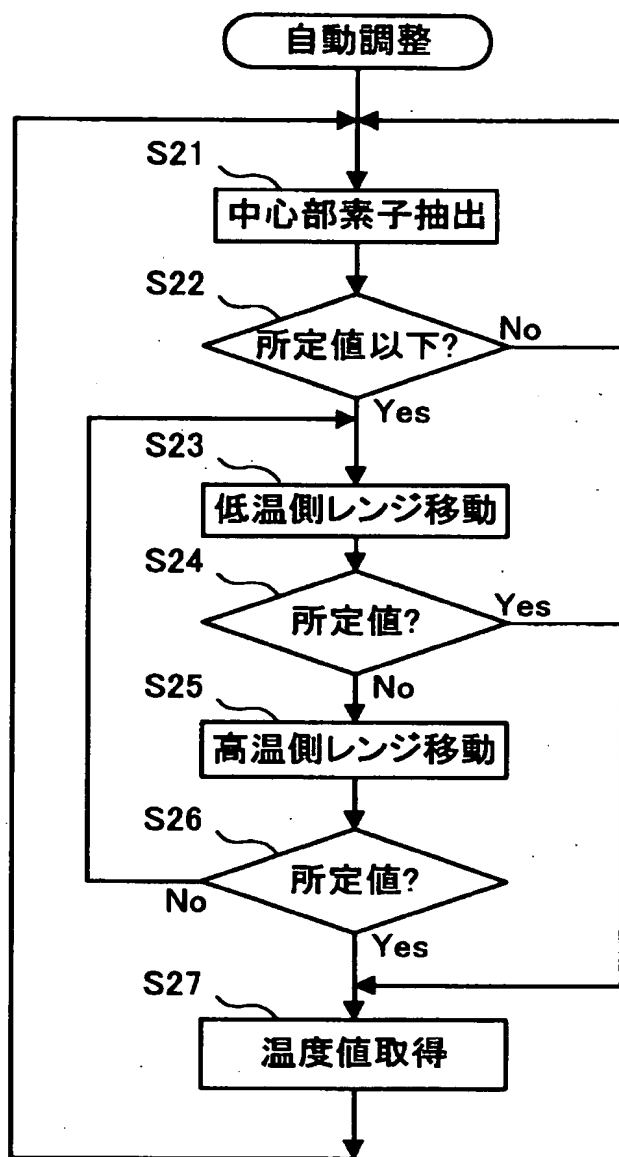 自動調整
S21
中心部素子抽出
S22
所定値以下?
No
Yes
S23
低温側レンジ移動
S24
所定値?
Yes
No
S25
高温側レンジ移動
S26
所定値?
No
Yes
S27
温度値取得